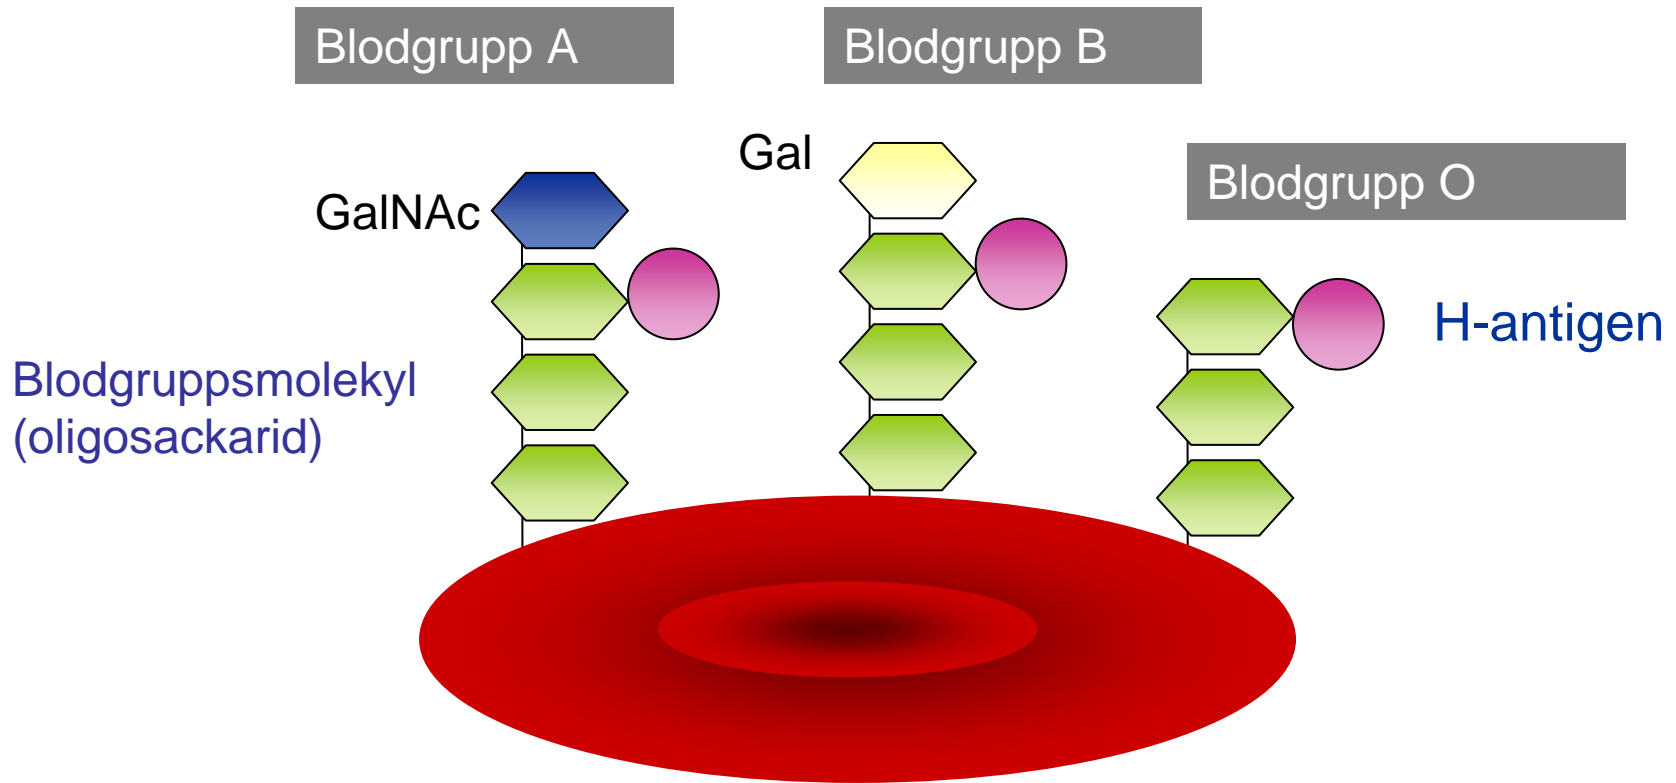 Blodgrupp A
Blodgrupp B
Gal
Blodgrupp O
GalNAc
H-antigen
Blodgruppsmolekyl
(oligosackarid)